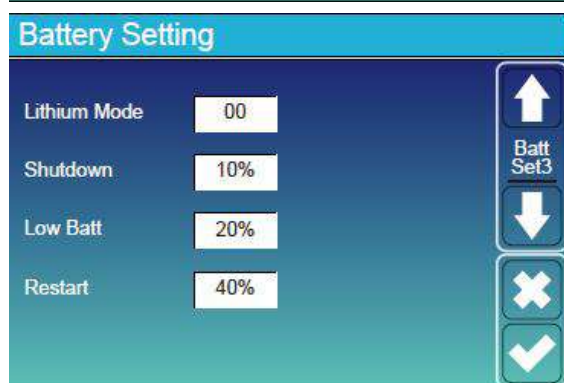 Battery Setting
Lithium Mode 00
Shutdown 10%
Low Batt 20%
Restart 40%
Batt
Set3